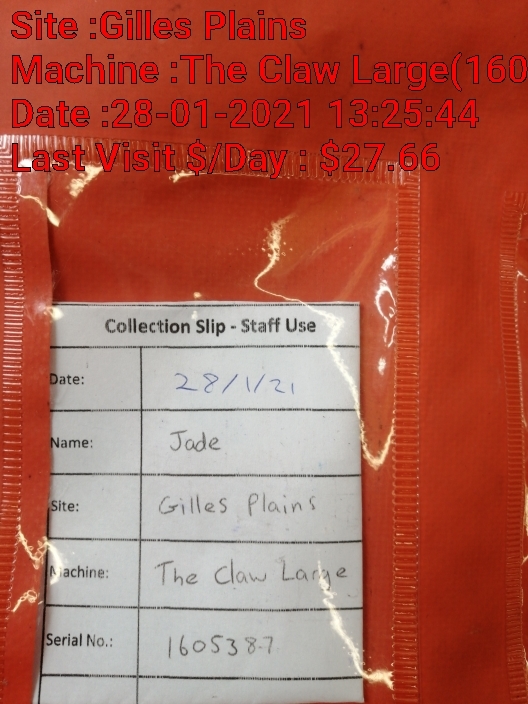 Site :Gilles Plains
Machine :The Claw Large(160
Date :28-01-2021 13:25:44
Last Visit $/Day : $27.66
Collection Slip - Staff Use
Date: 28/1/21
Name: Jade
Site: Gilles Plains
Machine: The Claw Large
Serial No.: 1605387